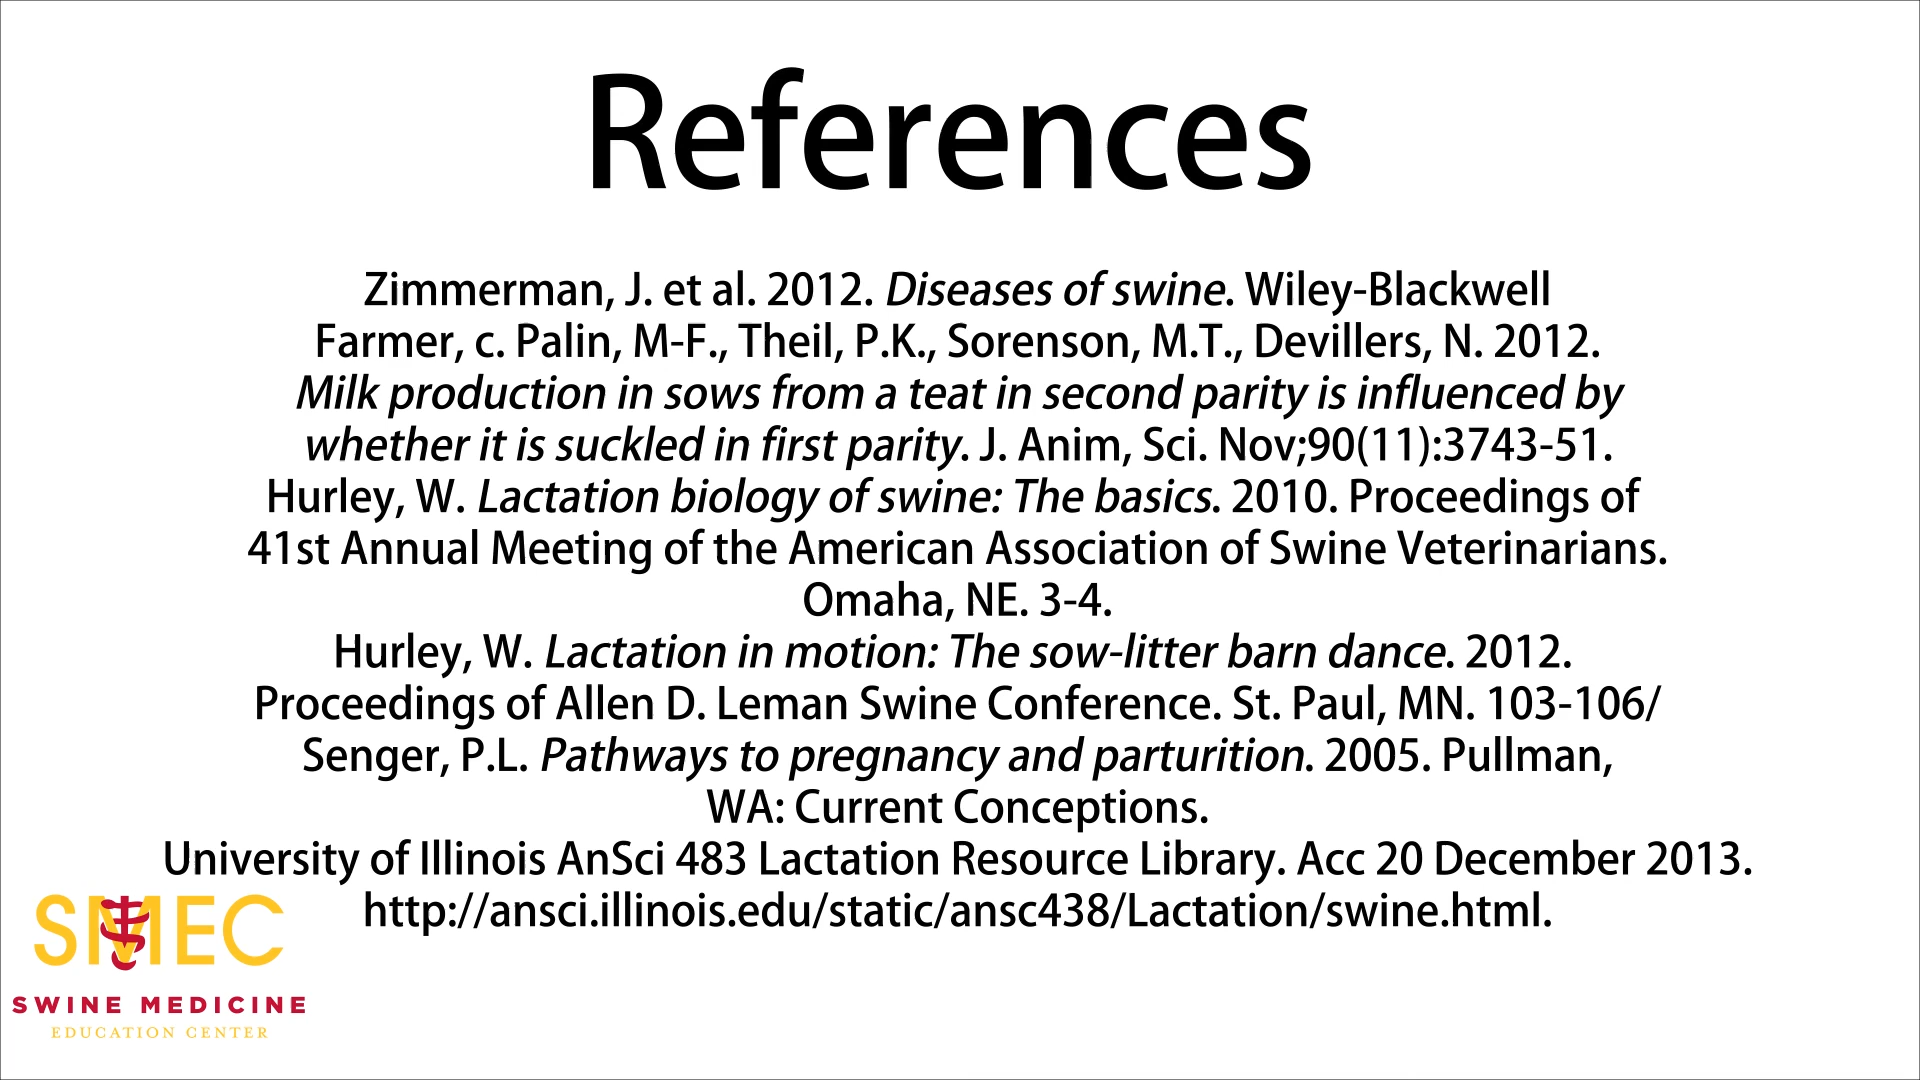 References
Zimmerman, J. et al. 2012. Diseases of swine. Wiley-Blackwell
Farmer, c. Palin, M-F., Theil, P.K., Sorenson, M.T., Devillers, N. 2012.
Milk production in sows from a teat in second parity is influenced by
whether it is suckled in first parity. J. Anim, Sci. Nov;90(11):3743-51.
Hurley, W. Lactation biology of swine: The basics. 2010. Proceedings of
41st Annual Meeting of the American Association of Swine Veterinarians.
Omaha, NE. 3-4.
Hurley, W. Lactation in motion: The sow-litter barn dance. 2012.
Proceedings of Allen D. Leman Swine Conference. St. Paul, MN. 103-106/
Senger, P.L. Pathways to pregnancy and parturition. 2005. Pullman,
WA: Current Conceptions.
University of Illinois AnSci 483 Lactation Resource Library. Acc 20 December 2013.
http://ansci.illinois.edu/static/ansc438/Lactation/swine.html.
SMEC
SWINE MEDICINE
EDUCATION CENTER